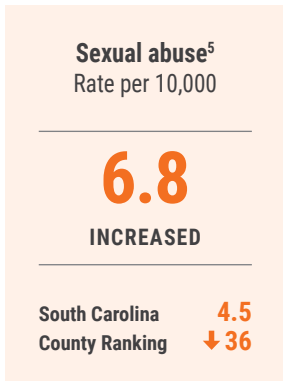 Sexual abuse⁵
Rate per 10,000
6.8
INCREASED
South Carolina 4.5
County Ranking 36